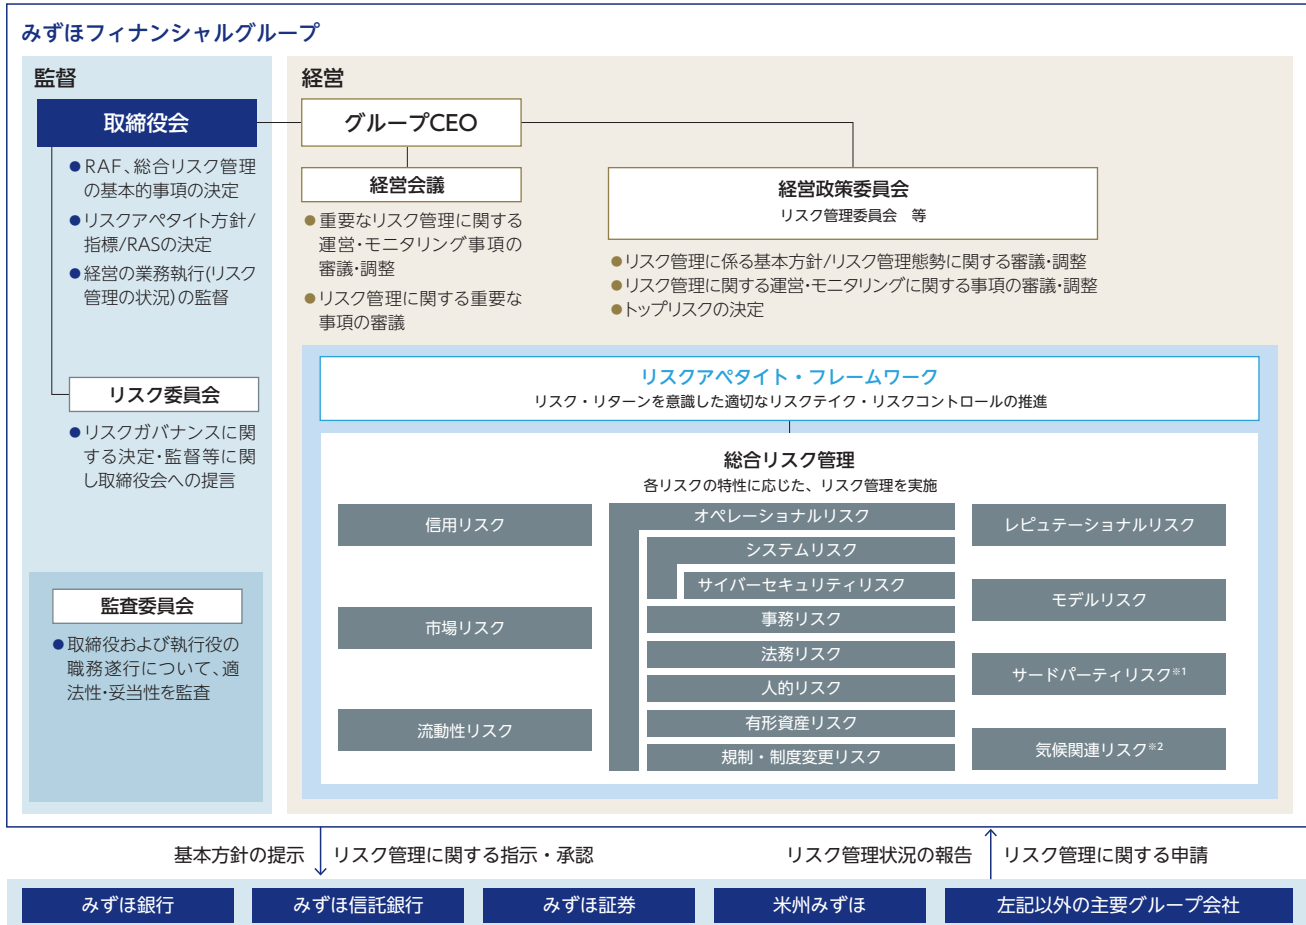 みずほフィナンシャルグループ
監督
取締役会
●RAF、総合リスク管理
の基本的事項の決定
●リスクアペタイト方針/
指標/RASの決定
●経営の業務執行(リスク
管理の状況)の監督
リスク委員会
●リスクガバナンスに関
する決定・監督等に関
し取締役会への提言
監査委員会
●取締役および執行役の
職務遂行について、適
法性・妥当性を監査
経営
グループCEO
経営会議
●重要なリスク管理に関する
運営・モニタリング事項の
審議・調整
●リスク管理に関する重要な
事項の審議
経営政策委員会
リスク管理委員会　等
●リスク管理に係る基本方針/リスク管理態勢に関する審議・調整
●リスク管理に関する運営・モニタリングに関する事項の審議・調整
●トップリスクの決定
リスクアペタイト・フレームワーク
リスク・リターンを意識した適切なリスクテイク・リスクコントロールの推進
総合リスク管理
各リスクの特性に応じた、リスク管理を実施
信用リスク
市場リスク
流動性リスク
オペレーショナルリスク
システムリスク
サイバーセキュリティリスク
事務リスク
法務リスク
人的リスク
有形資産リスク
規制・制度変更リスク
レピュテーショナルリスク
モデルリスク
サードパーティリスク※1
気候関連リスク※2
基本方針の提示
リスク管理に関する指示・承認
リスク管理状況の報告
リスク管理に関する申請
みずほ銀行
みずほ信託銀行
みずほ証券
米州みずほ
左記以外の主要グループ会社